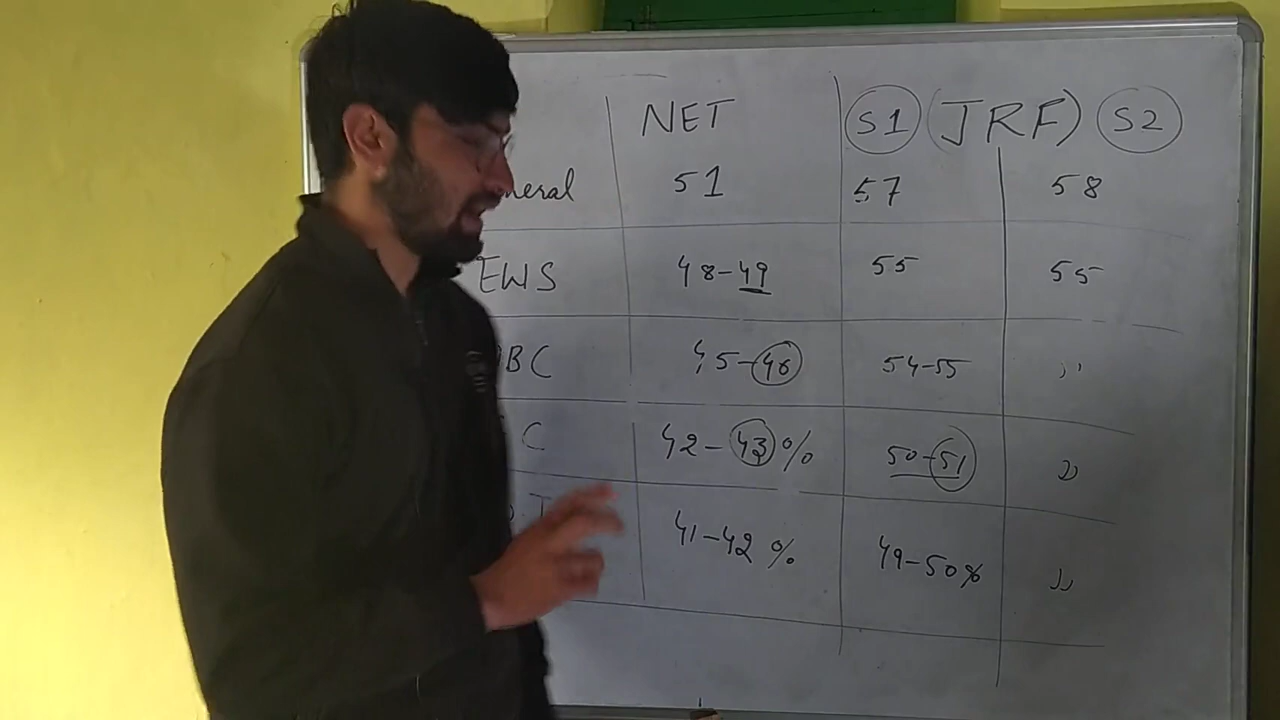 NET S1 (JRF) S2
neral 51 57 58
EWS 48-49 55 55
BC 45-46 54-55 ,,
C 42-43% 50-51 ,,
T 41-42% 49-50% ,,